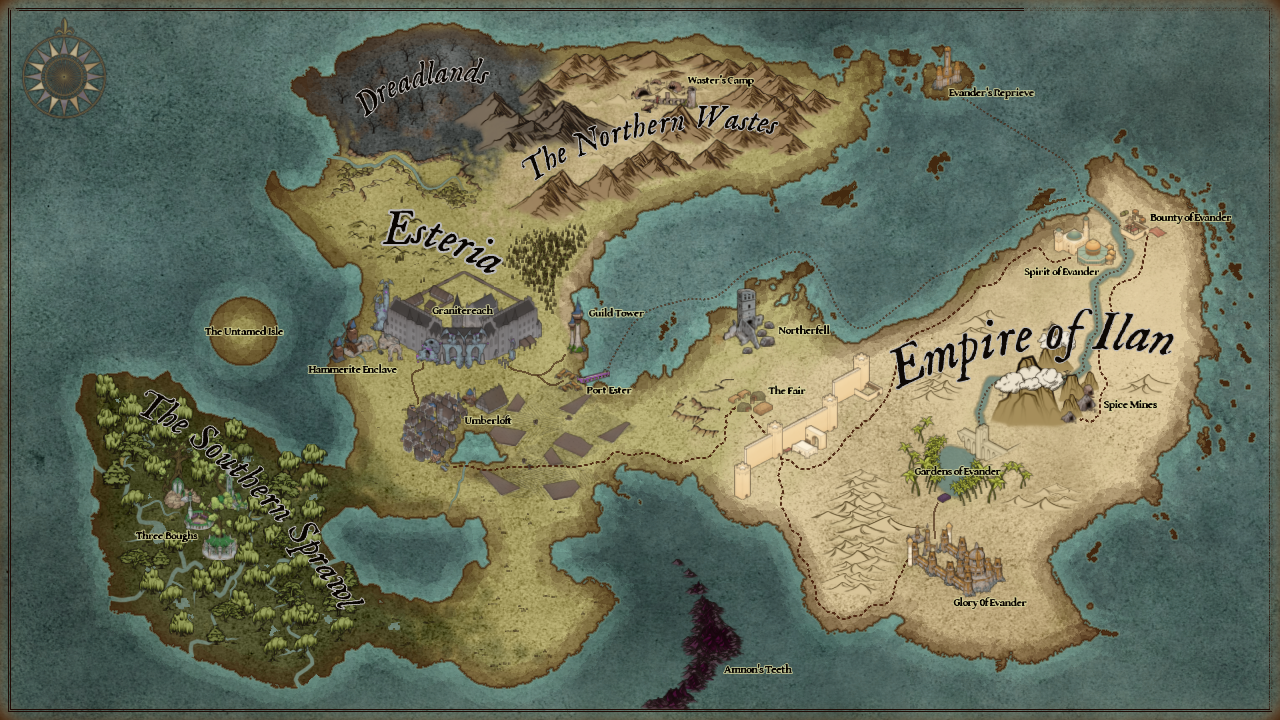 Dreadlands
Waster's Camp
Evander's Reprieve
The Northern Wastes
Esteria
Bounty of Evander
Spirit of Evander
Granitereach
Guild Tower
The Untamed Isle
Northerfell
Hammerite Enclave
Empire of Ilan
Port Ester
The Fair
Spice Mines
Umberloft
The Southern Sprawl
Gardens of Evander
Three Boughs
Glory Of Evander
Amnon's Teeth